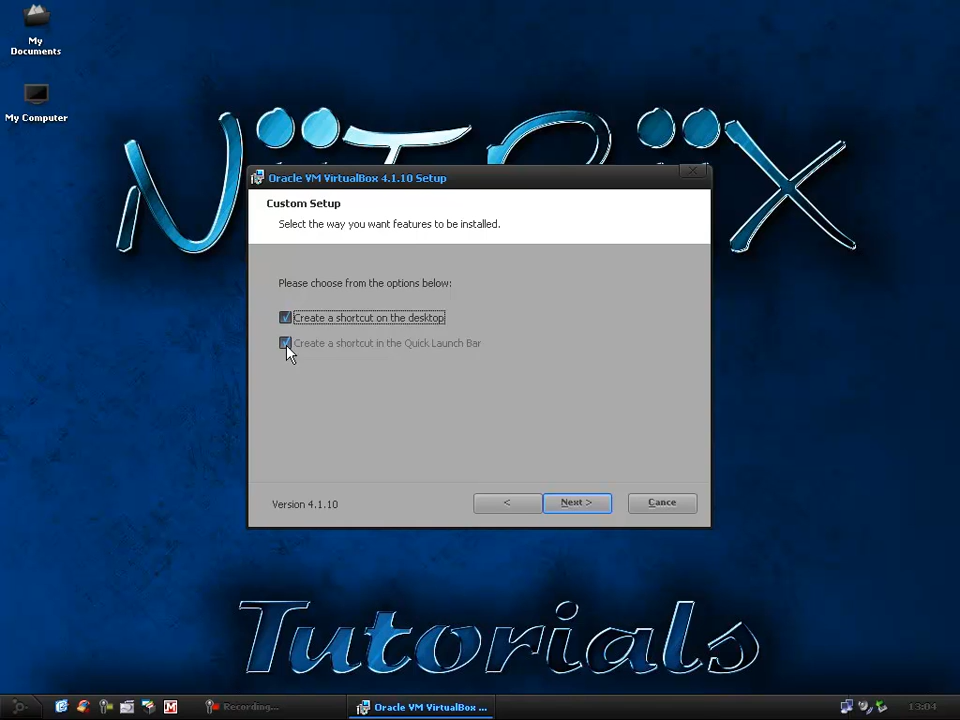 My
Documents
My Computer
NïTRïX
Oracle VM VirtualBox 4.1.10 Setup
Custom Setup
Select the way you want features to be installed.
Please choose from the options below:
Create a shortcut on the desktop
Create a shortcut in the Quick Launch Bar
Version 4.1.10
<
Next >
Cance
Tutorials
Recording...
Oracle VM VirtualBox ...
13:04